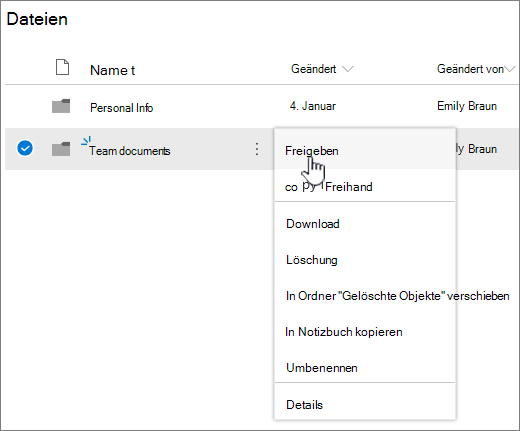 Dateien
Name t Geändert Geändert von
Personal Info 4. Januar Emily Braun
Team documents Freigeben ly Braun
co py l Freihand
Download
Löschung
In Ordner "Gelöschte Objekte" verschieben
In Notizbuch kopieren
Umbenennen
Details